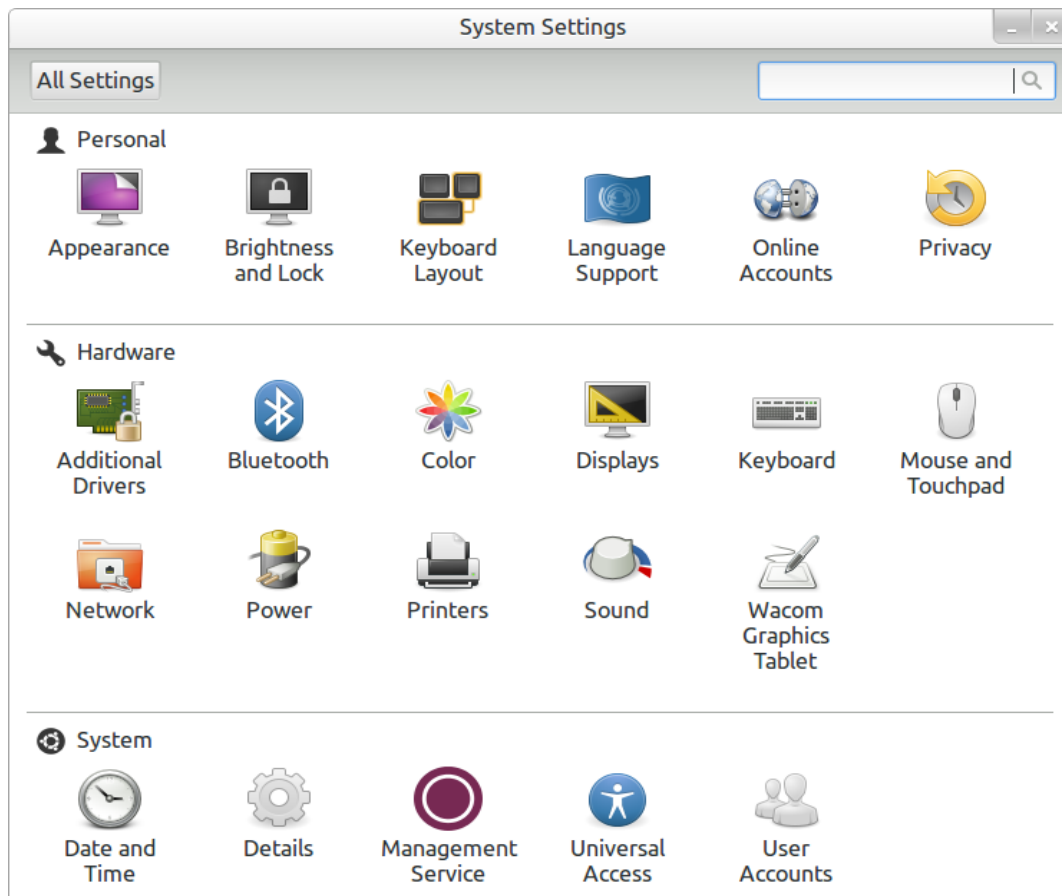 System Settings
All Settings
Personal
Appearance
Brightness
and Lock
Keyboard
Layout
Language
Support
Online
Accounts
Privacy
Hardware
Additional
Drivers
Bluetooth
Color
Displays
Keyboard
Mouse and
Touchpad
Network
Power
Printers
Sound
Wacom
Graphics
Tablet
System
Date and
Time
Details
Management
Service
Universal
Access
User
Accounts